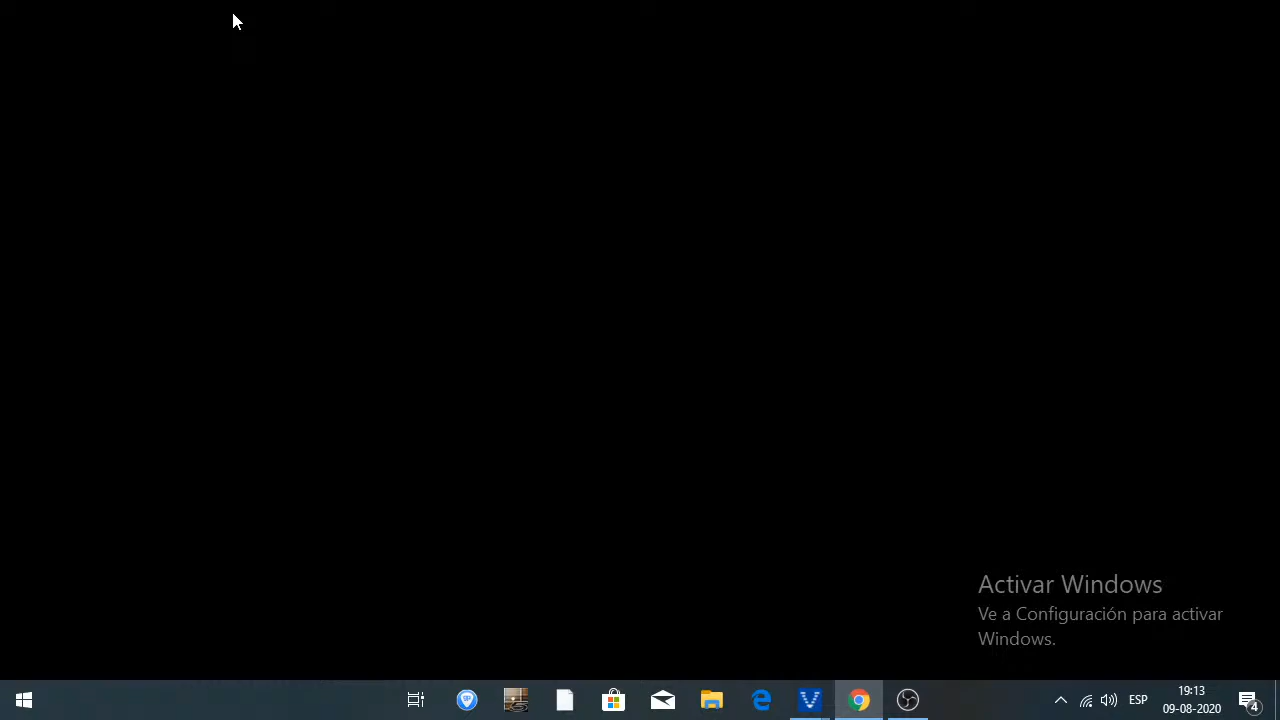 Activar Windows
Ve a Configuración para activar
Windows.
ESP
19:13
09-08-2020
4